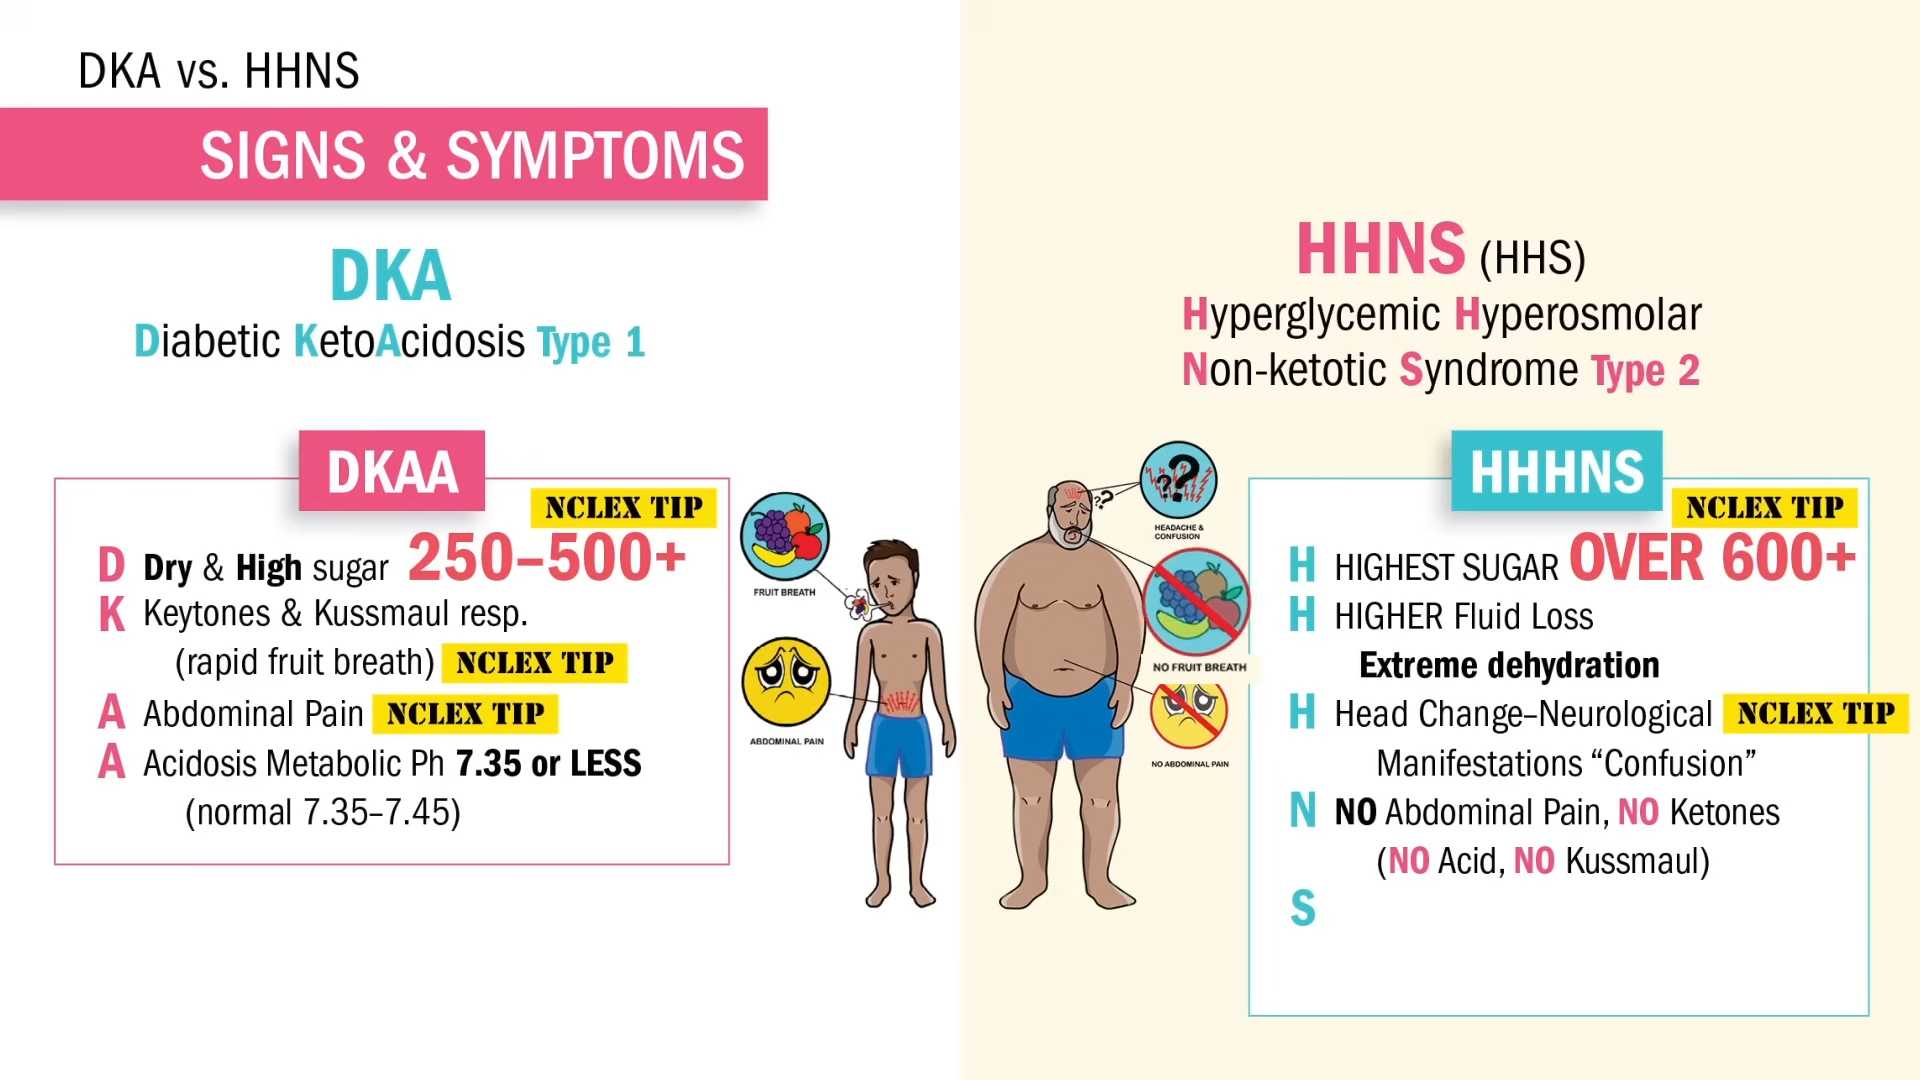 DKA vs. HHNS
SIGNS & SYMPTOMS
DKA
Diabetic KetoAcidosis Type 1
DKAA
NCLEX TIP
D Dry & High sugar 250–500+
K Keytones & Kussmaul resp.
(rapid fruit breath) NCLEX TIP
A Abdominal Pain NCLEX TIP
A Acidosis Metabolic Ph 7.35 or LESS
(normal 7.35–7.45)
FRUIT BREATH
ABDOMINAL PAIN
HHNS (HHS)
Hyperglycemic Hyperosmolar
Non-ketotic Syndrome Type 2
???
??
HEADACHE &
CONFUSION
NO FRUIT BREATH
NO ABDOMINAL PAIN
HHHNS
NCLEX TIP
H HIGHEST SUGAR OVER 600+
H HIGHER Fluid Loss
Extreme dehydration
H Head Change–Neurological NCLEX TIP
Manifestations “Confusion”
N NO Abdominal Pain, NO Ketones
(NO Acid, NO Kussmaul)
S